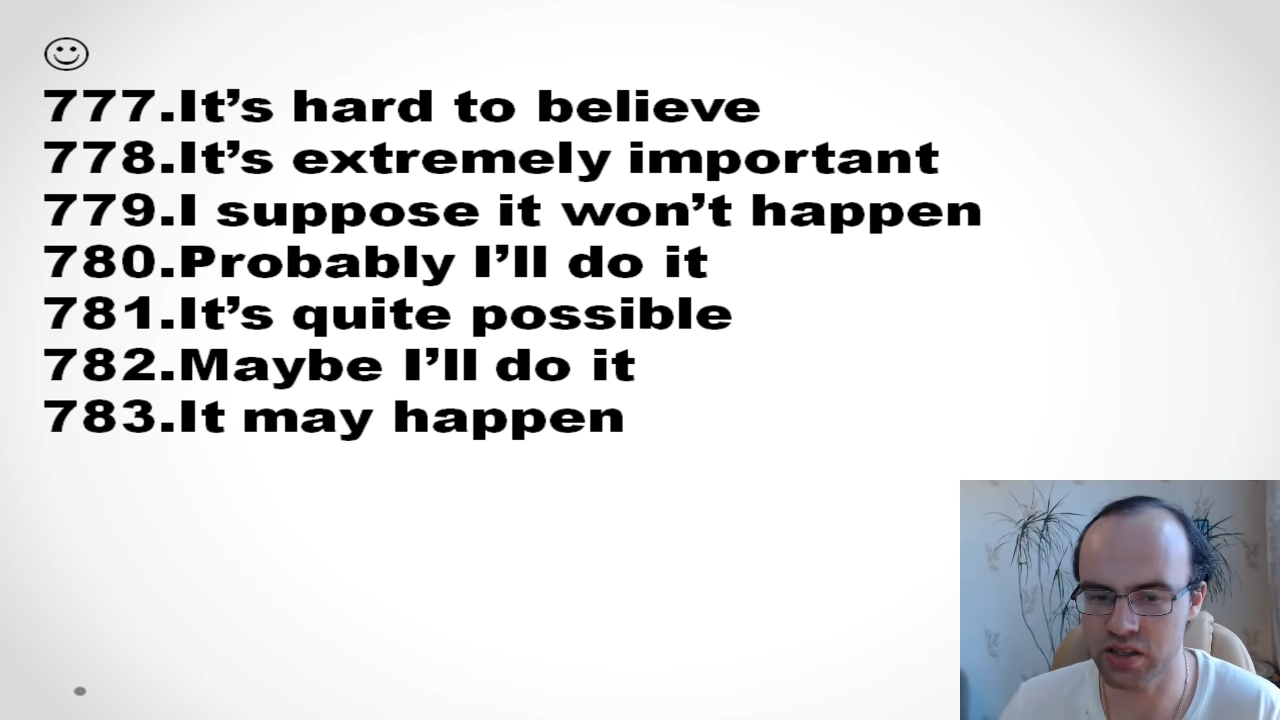 777.It’s hard to believe
778.It’s extremely important
779.I suppose it won’t happen
780.Probably I’ll do it
781.It’s quite possible
782.Maybe I’ll do it
783.It may happen